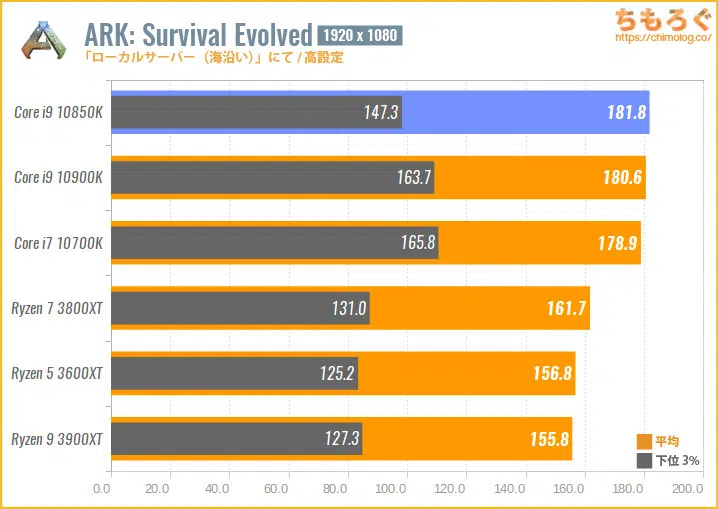 ARK: Survival Evolved 1920 x 1080
「ローカルサーバー（海沿い）」にて / 高設定
ちもろぐ
https://chimolog.co/
Core i9 10850K 147.3 181.8
Core i9 10900K 163.7 180.6
Core i7 10700K 165.8 178.9
Ryzen 7 3800XT 131.0 161.7
Ryzen 5 3600XT 125.2 156.8
Ryzen 9 3900XT 127.3 155.8
平均
下位 3%
0.0 20.0 40.0 60.0 80.0 100.0 120.0 140.0 160.0 180.0 200.0